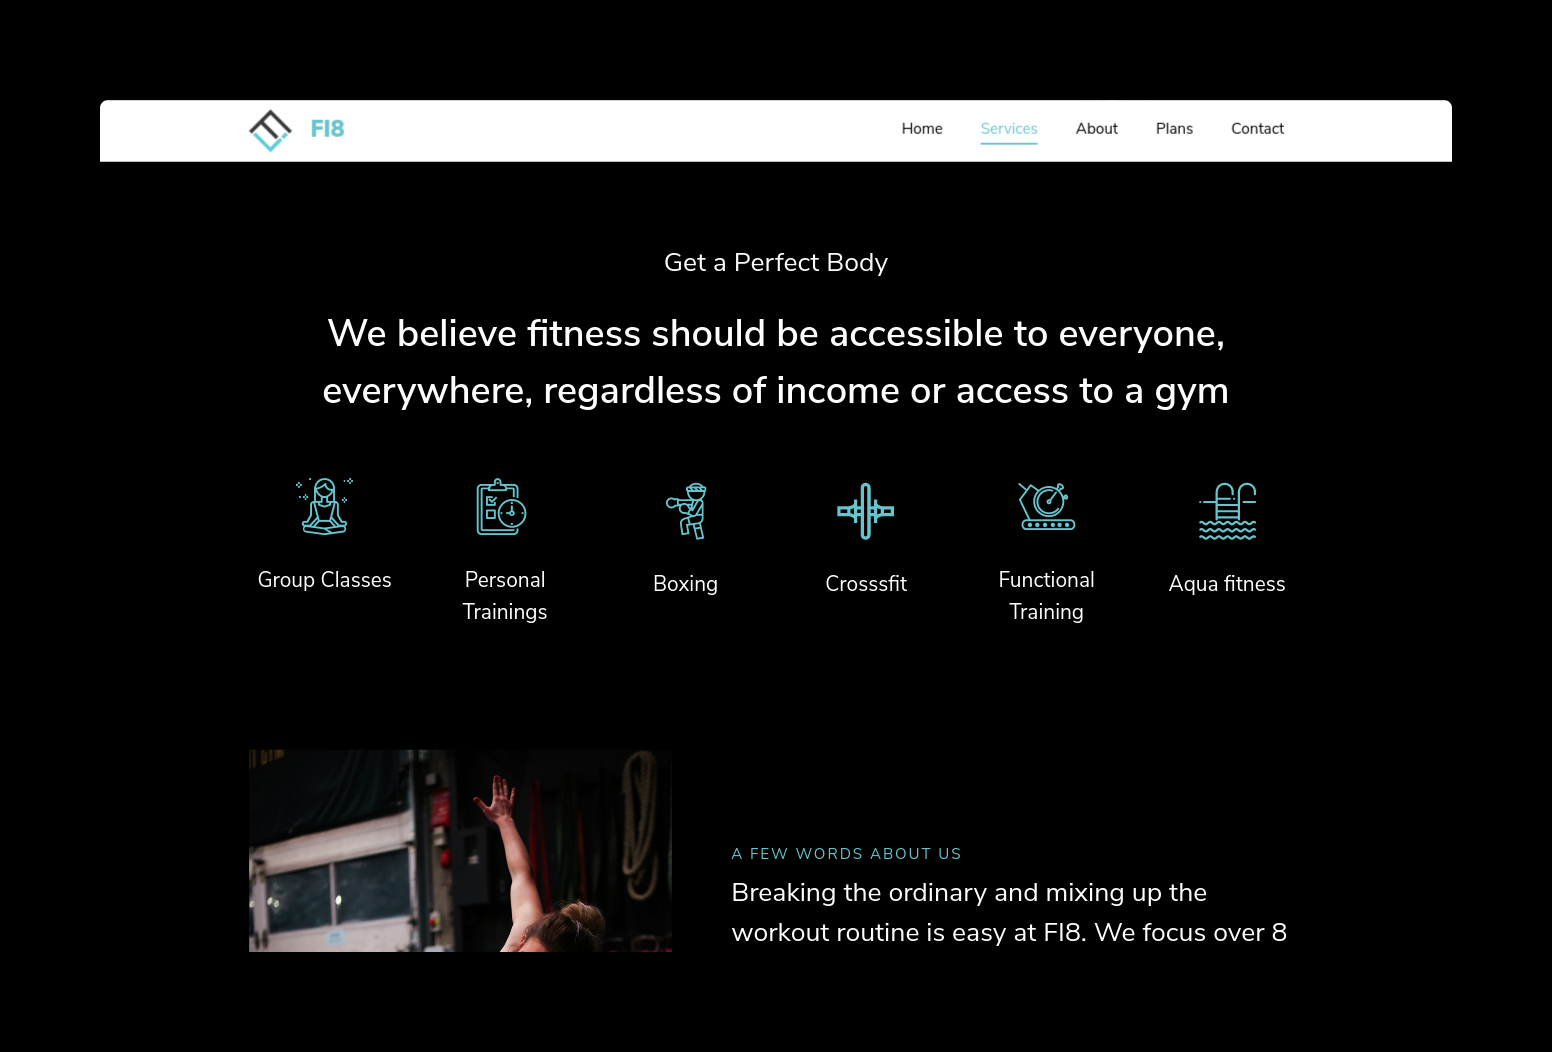 FI8
Home Services About Plans Contact
Get a Perfect Body
We believe fitness should be accessible to everyone,
everywhere, regardless of income or access to a gym
Group Classes
Personal
Trainings
Boxing
Crosssfit
Functional
Training
Aqua fitness
A FEW WORDS ABOUT US
Breaking the ordinary and mixing up the
workout routine is easy at FI8. We focus over 8